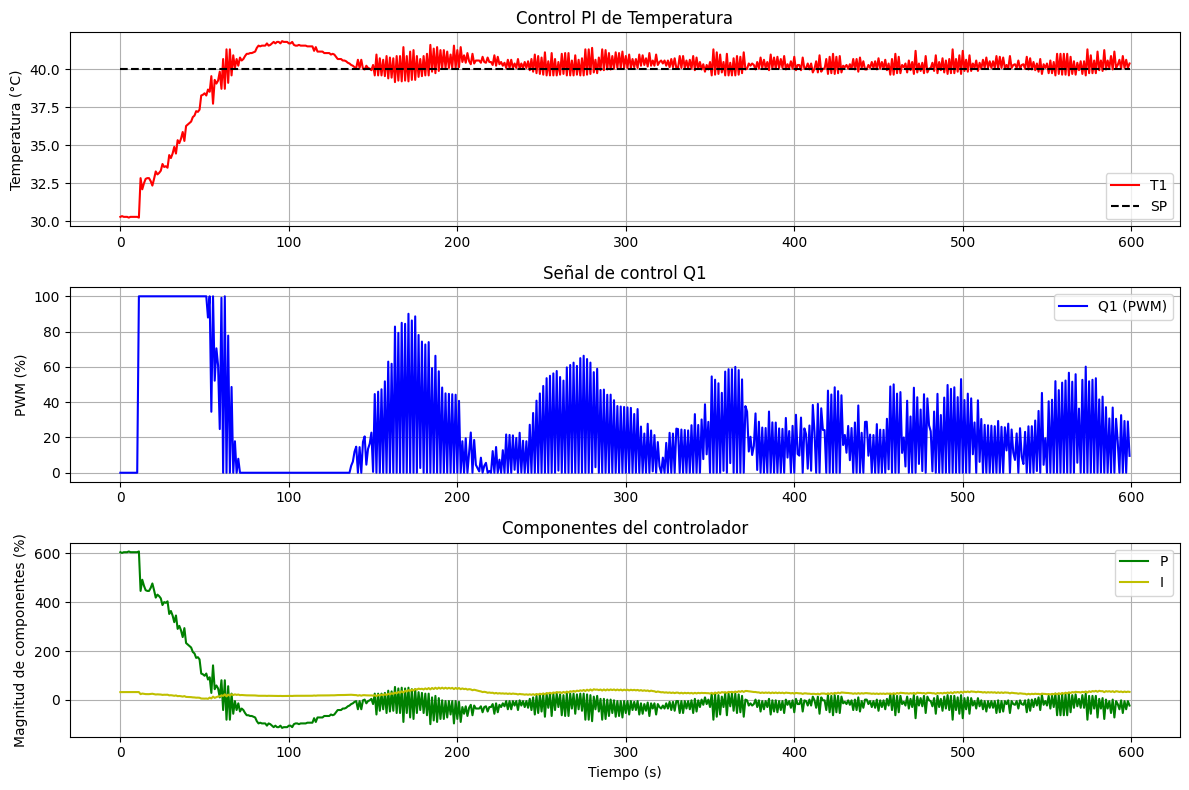 Control PI de Temperatura
Temperatura (°C)
40.0
37.5
35.0
32.5
30.0
T1
SP
0 100 200 300 400 500 600
Señal de control Q1
PWM (%)
100
80
60
40
20
0
Q1 (PWM)
0 100 200 300 400 500 600
Componentes del controlador
Magnitud de componentes (%)
600
400
200
0
P
I
0 100 200 300 400 500 600
Tiempo (s)